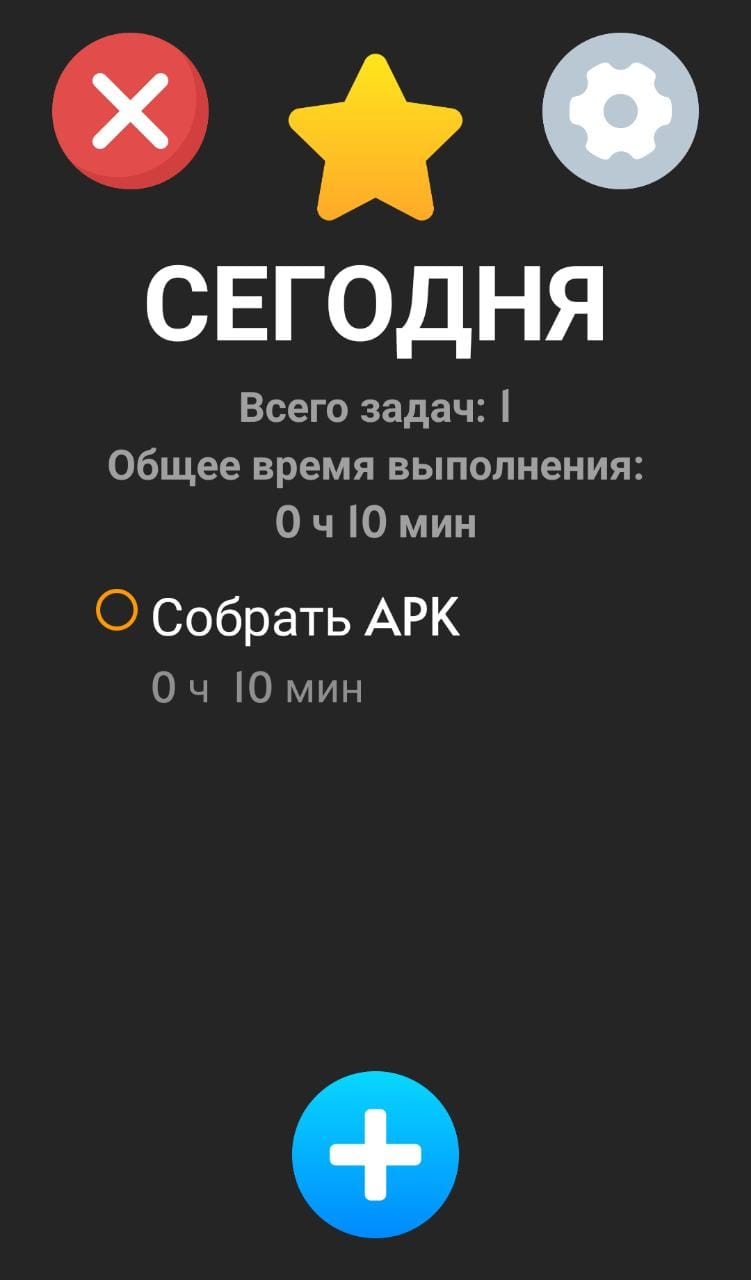 СЕГОДНЯ
Всего задач: 1
Общее время выполнения:
0 ч 10 мин
Собрать APK
0 ч 10 мин